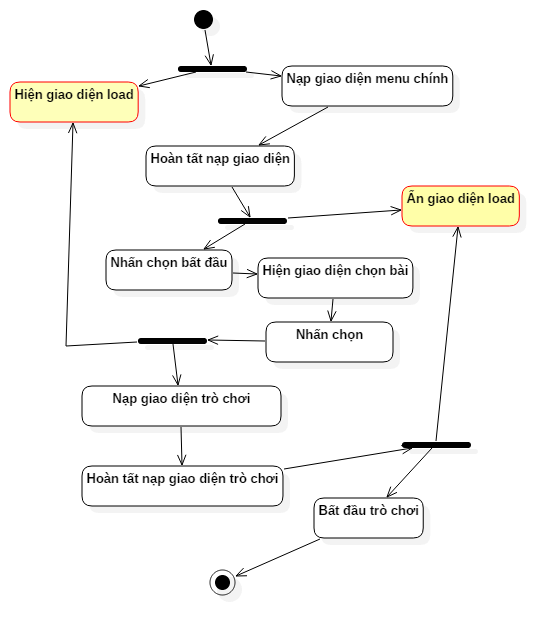 Nạp giao diện menu chính
Hiện giao diện load
Hoàn tất nạp giao diện
Ẩn giao diện load
Nhấn chọn bất đầu
Hiện giao diện chọn bài
Nhấn chọn
Nạp giao diện trò chơi
Hoàn tất nạp giao diện trò chơi
Bất đầu trò chơi